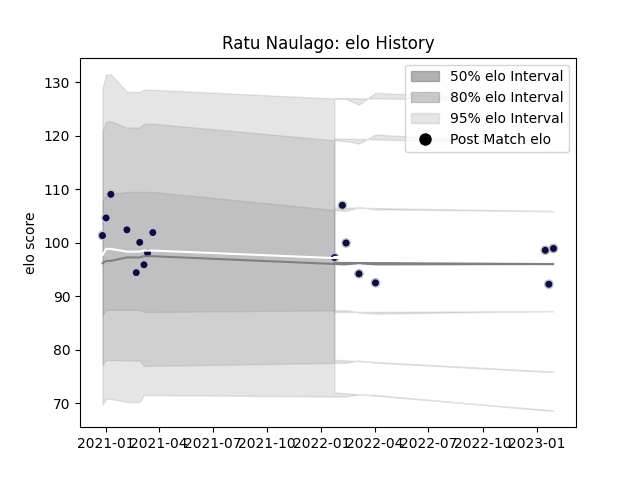 Ratu Naulago: elo History
50% elo Interval
80% elo Interval
95% elo Interval
Post Match elo
elo score
130
120
110
100
90
80
70
2021-01 2021-04 2021-07 2021-10 2022-01 2022-04 2022-07 2022-10 2023-01